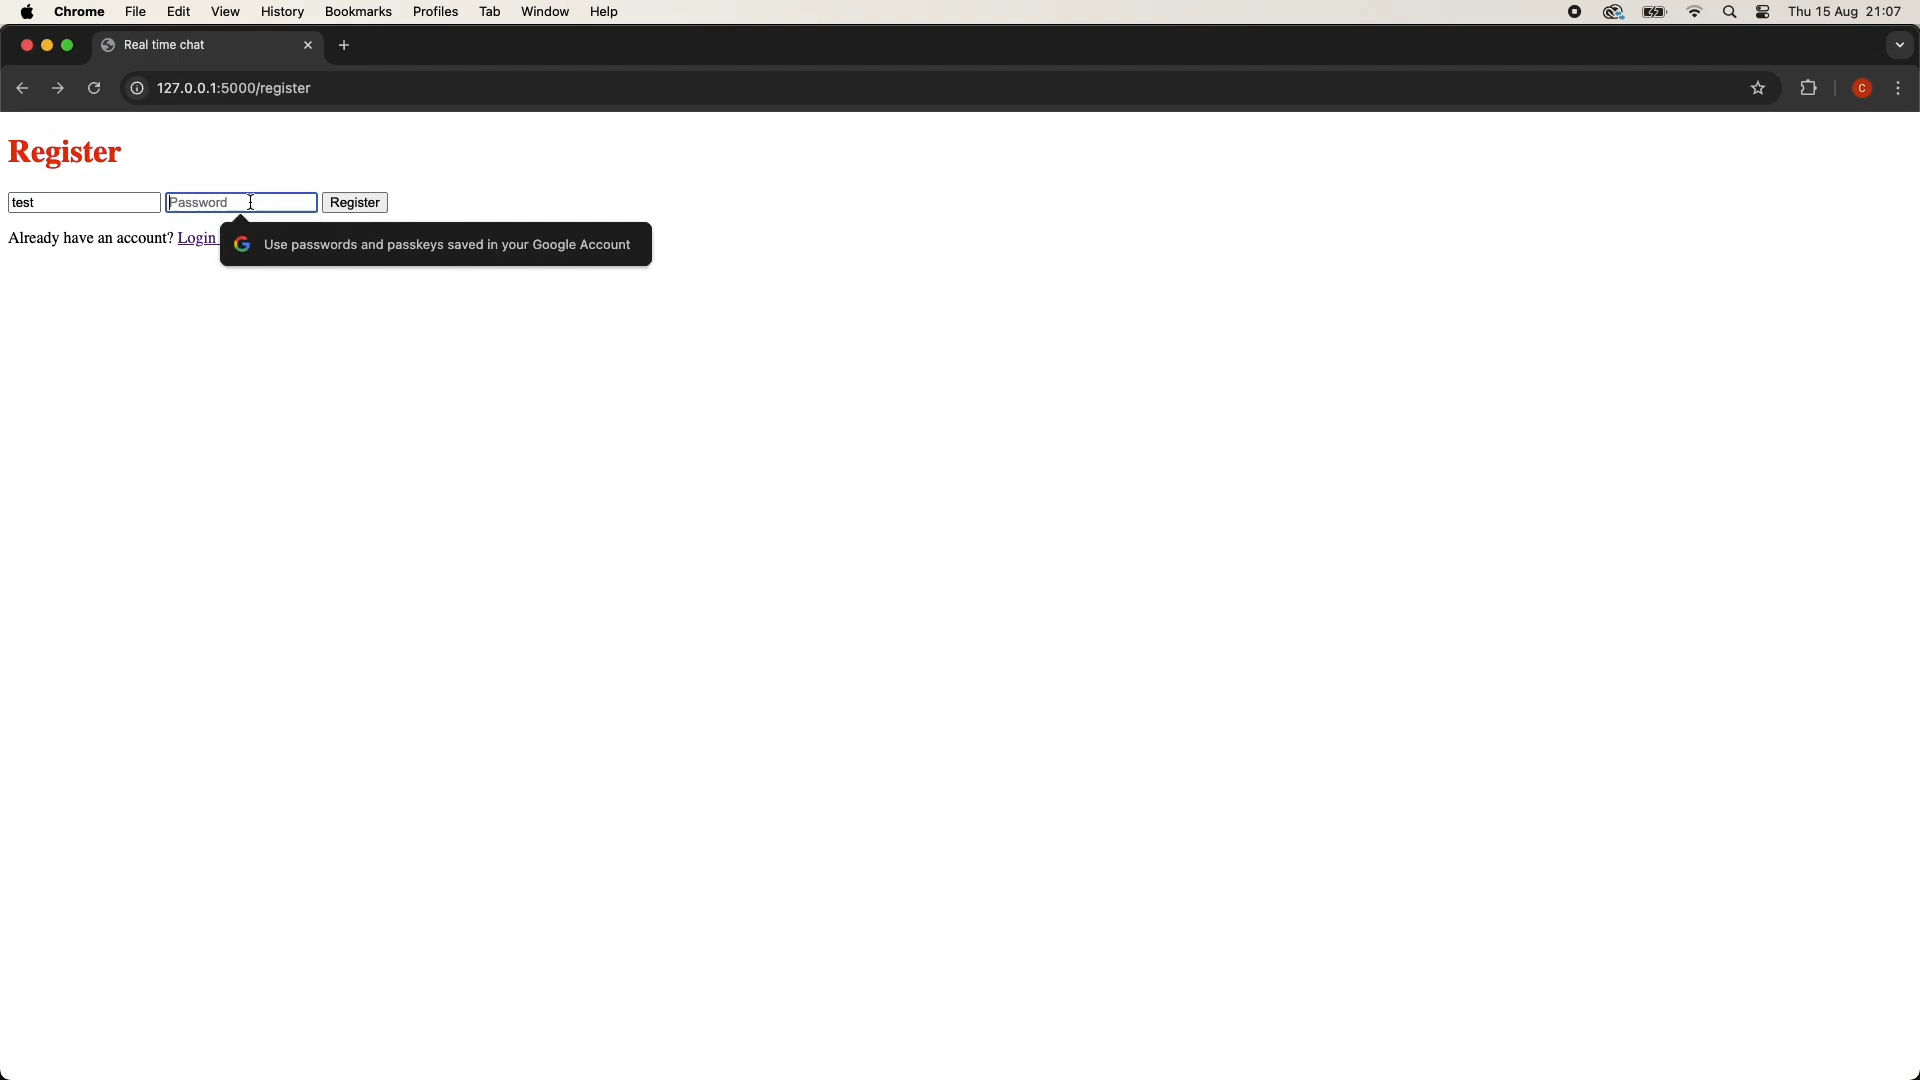 Chrome File Edit View History Bookmarks Profiles Tab Window Help Thu 15 Aug 21:07
Real time chat
127.0.0.1:5000/register C
Register
test Password Register
Already have an account? Login
Use passwords and passkeys saved in your Google Account